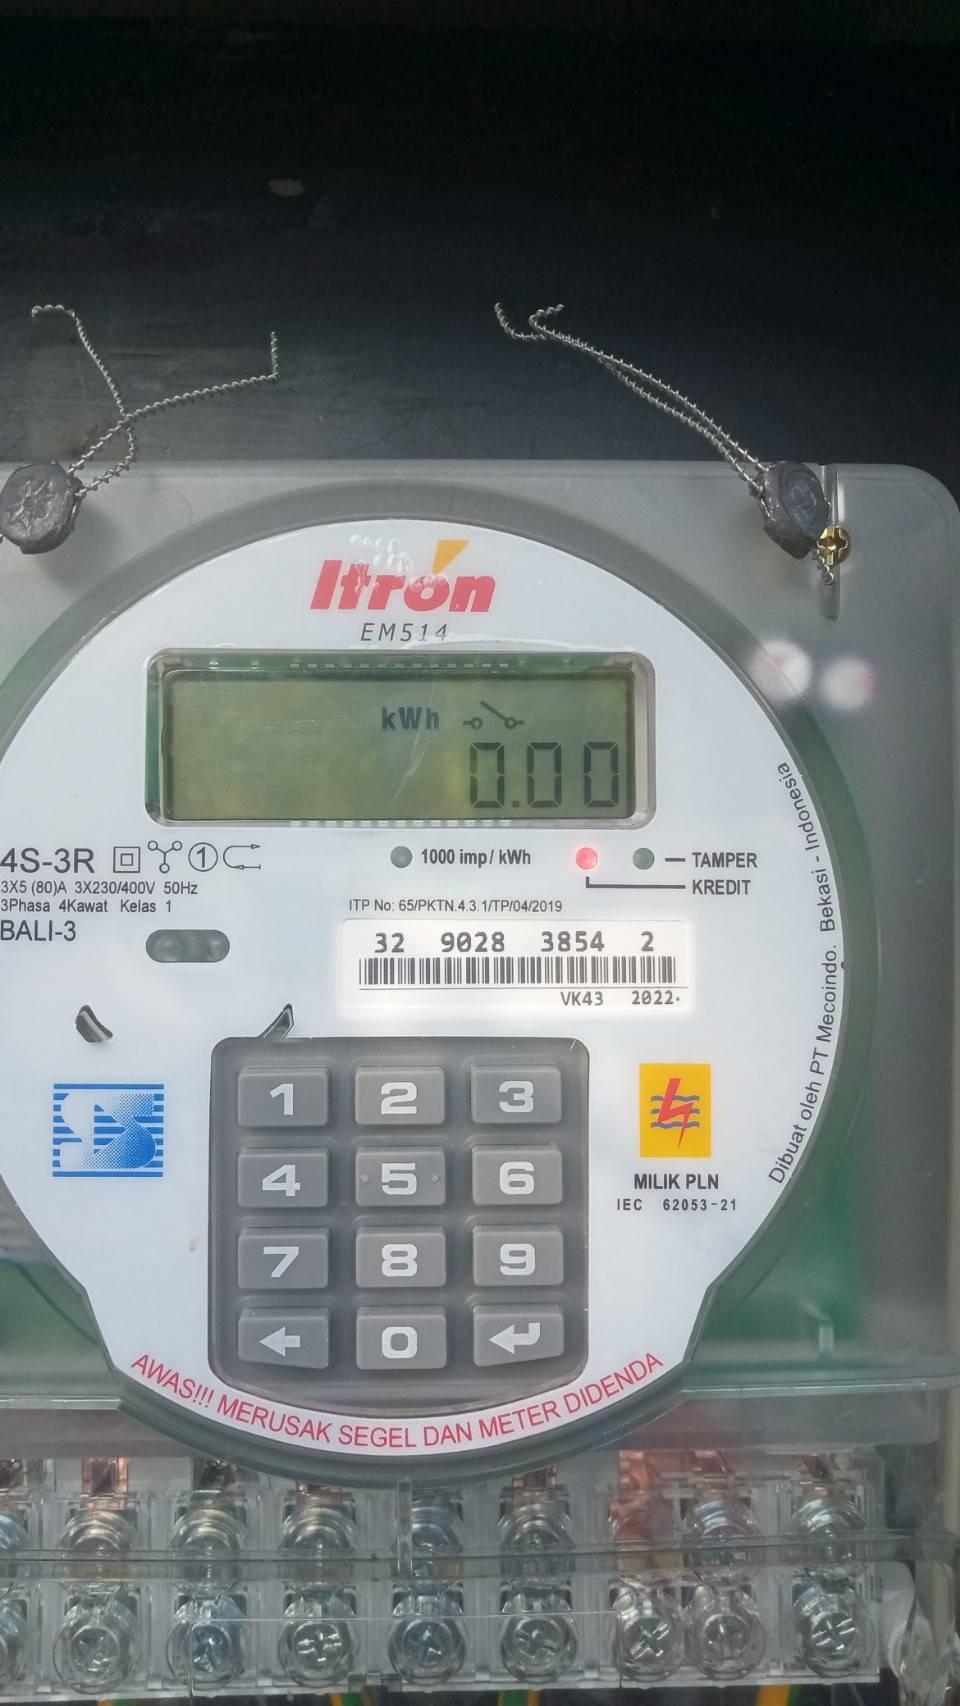 Itron
EM514
kWh
0.00
4S-3R 1
1000 imp/kWh
TAMPER
KREDIT
3X5 (80)A 3X230/400V 50Hz
3Phasa 4Kawat Kelas 1
BALI-3
ITP No: 65/PKTN.4.3.1/TP/04/2019
32 9028 3854 2
VK43 2022.
Dibuat oleh PT Mecoindo. Bekasi - Indonesia
1 2 3
4 5 6
7 8 9
0
MILIK PLN
IEC 62053-21
AWAS!!! MERUSAK SEGEL DAN METER DIDENDA